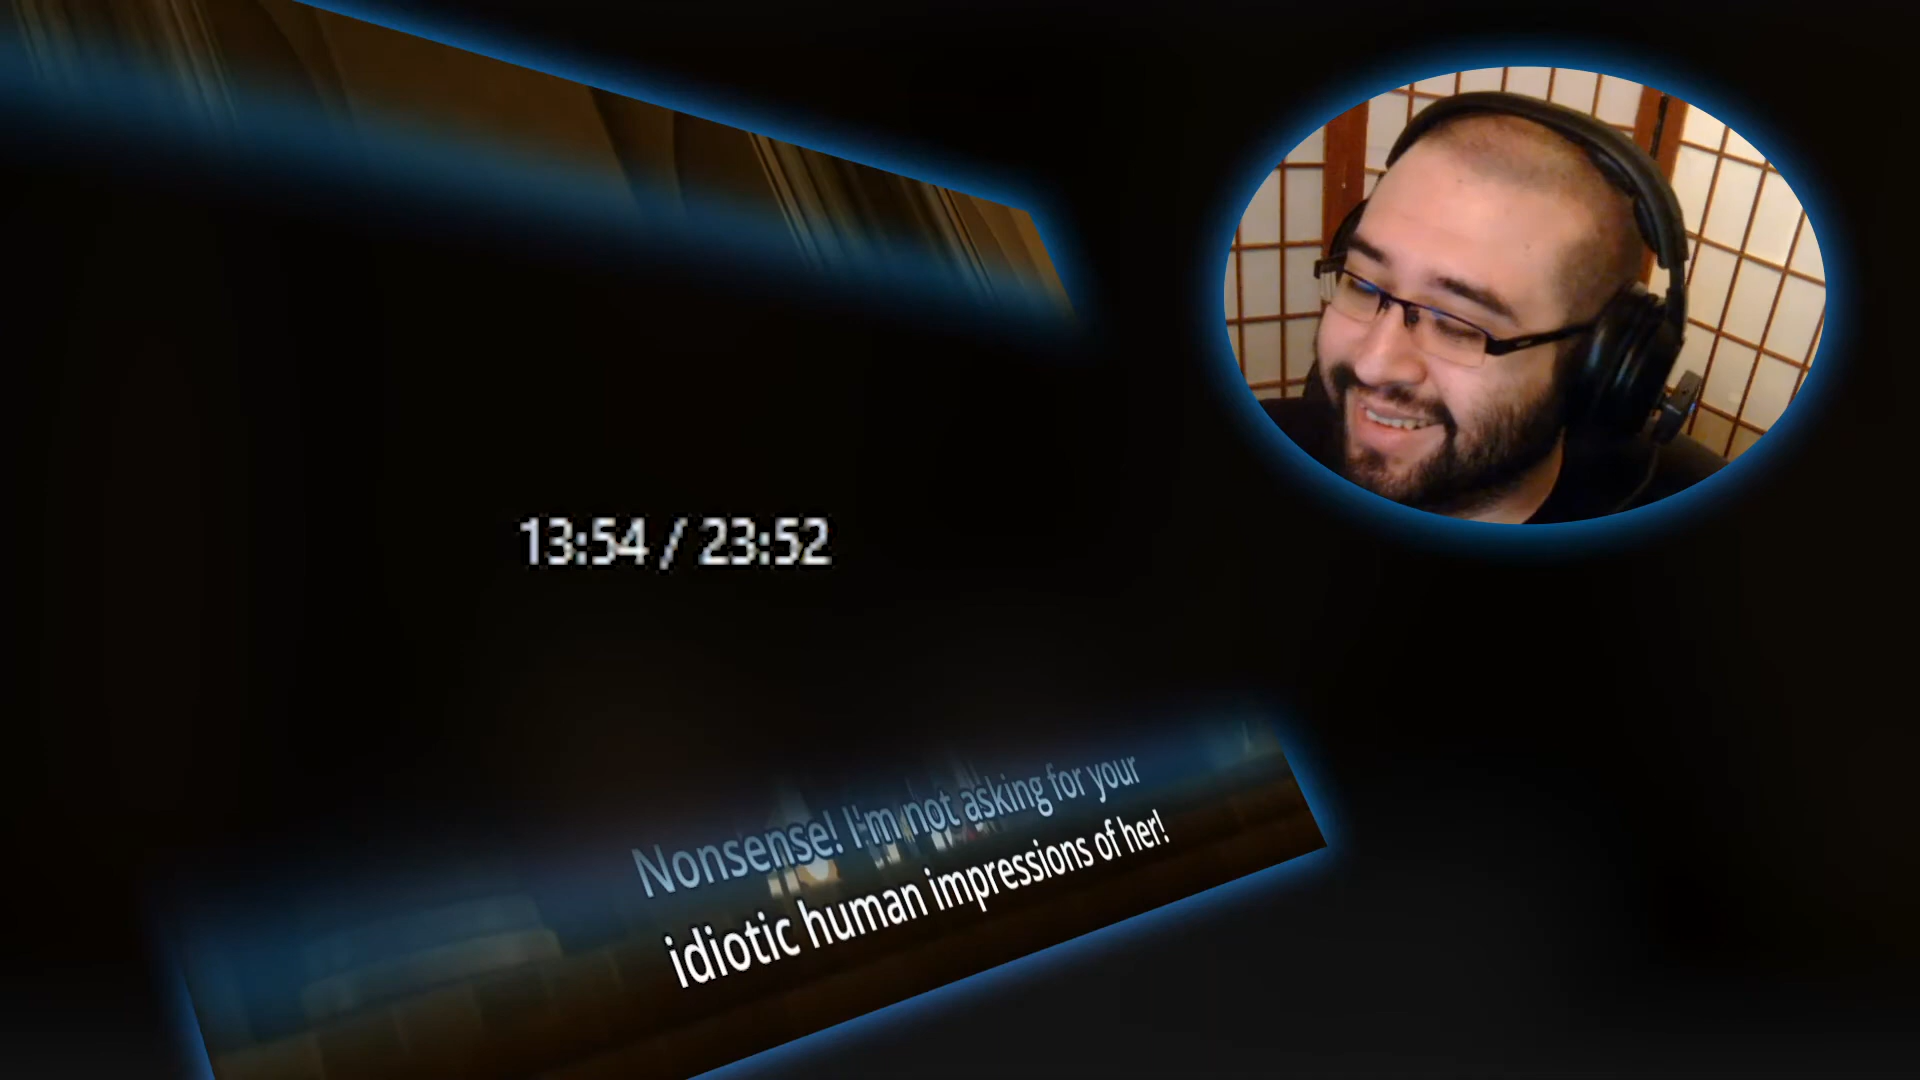 13:54 / 23:52
Nonsense! I'm not asking for your
idiotic human impressions of her!